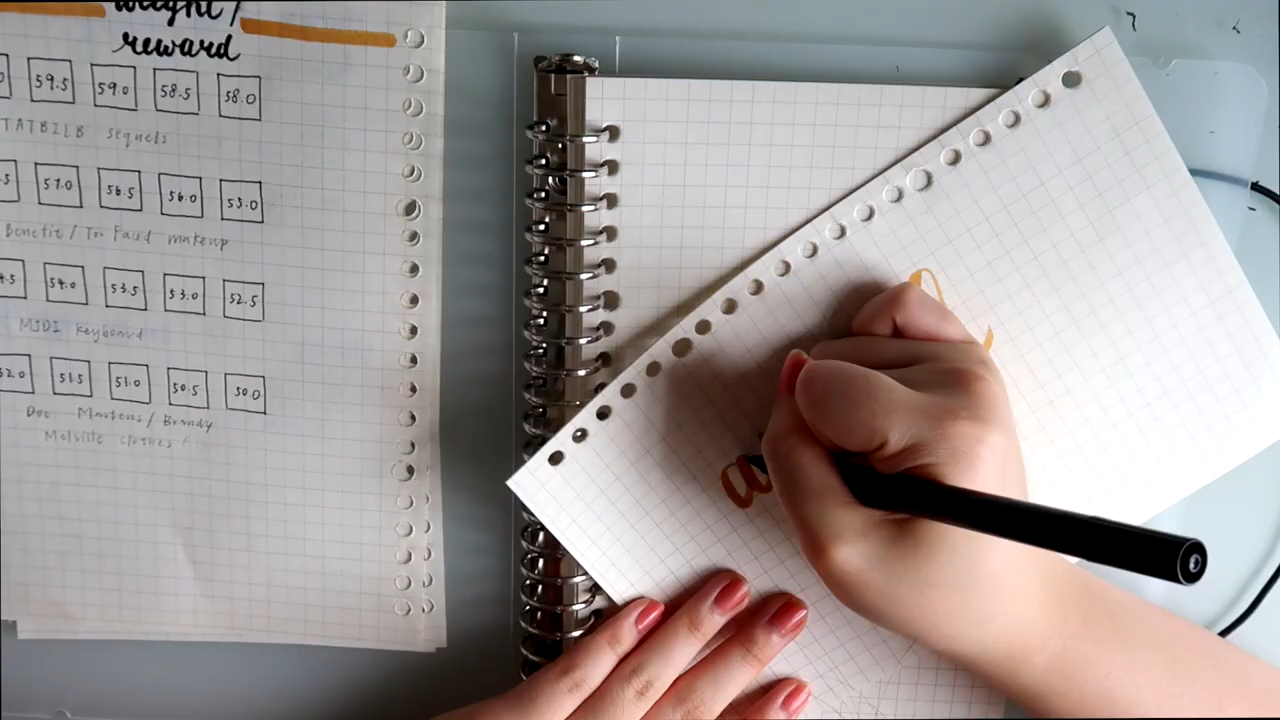 weight/
reward
59.5 59.0 58.5 58.0
TATBILB sequels
57.0 56.5 56.0 55.0
Benefit / Too Faced makeup
54.0 53.5 53.0 52.5
MIDI keyboard
51.5 51.0 50.5 50.0
Doc Martens / Brandy
Melville clothes
a